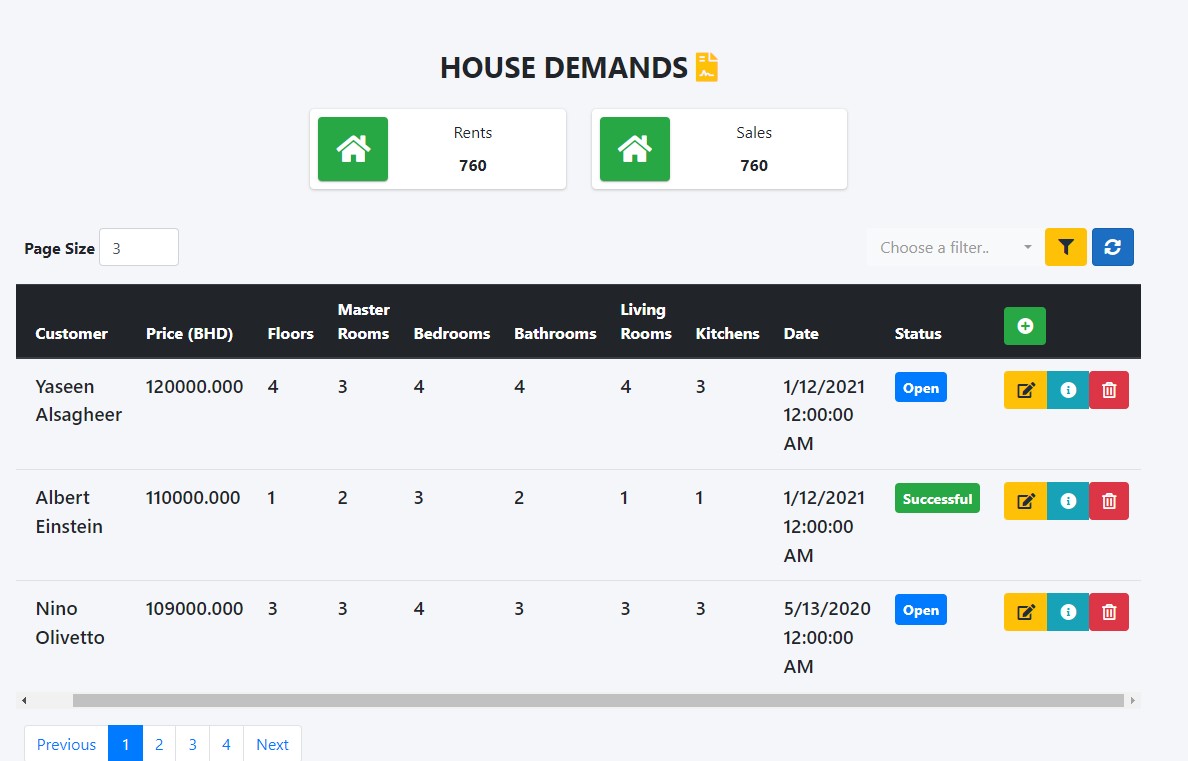 HOUSE DEMANDS
Rents
760
Sales
760
Page Size 3
Choose a filter..
Customer Price (BHD) Floors Master Rooms Bedrooms Bathrooms Living Rooms Kitchens Date Status
Yaseen Alsagheer 120000.000 4 3 4 4 4 3 1/12/2021 12:00:00 AM Open
Albert Einstein 110000.000 1 2 3 2 1 1 1/12/2021 12:00:00 AM Successful
Nino Olivetto 109000.000 3 3 4 3 3 3 5/13/2020 12:00:00 AM Open
Previous 1 2 3 4 Next